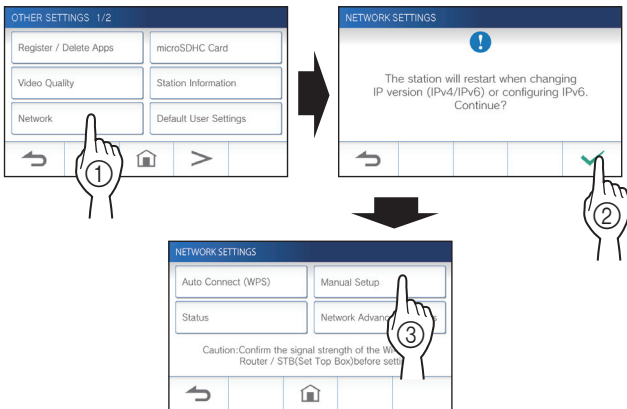 OTHER SETTINGS 1/2
Register / Delete Apps
microSDHC Card
Video Quality
Station Information
Network
Default User Settings
1
NETWORK SETTINGS
!
The station will restart when changing
IP version (IPv4/IPv6) or configuring IPv6.
Continue?
2
NETWORK SETTINGS
Auto Connect (WPS)
Manual Setup
Status
Network
3
Caution:Confirm the signal strength of the
Router / STB(Set Top Box)before